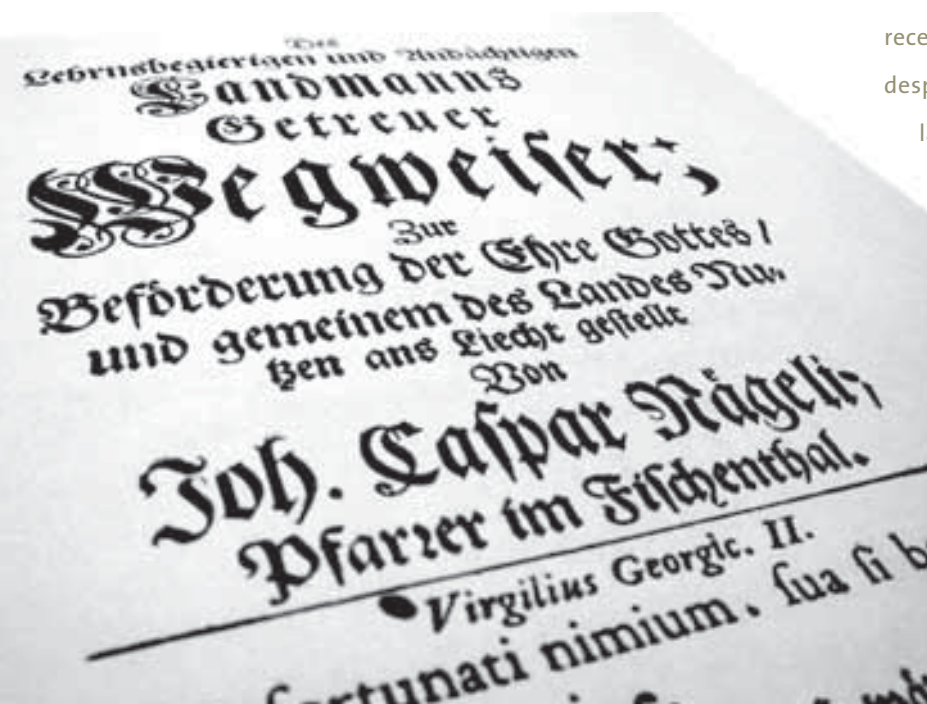 Des
Lehrnsbegierigen und Andächtigen
Landmanns
Getreuer
Wegweiser;
Zur
Beförderung der Ehre Gottes /
und gemeinem des Landes Nu-
tzen ans Liecht gestellt
Von
Joh. Caspar Nägeli;
Pfarrer im Fischenthal.
Virgilius Georgic. II.
fortunati nimium, sua si b
rece
desp